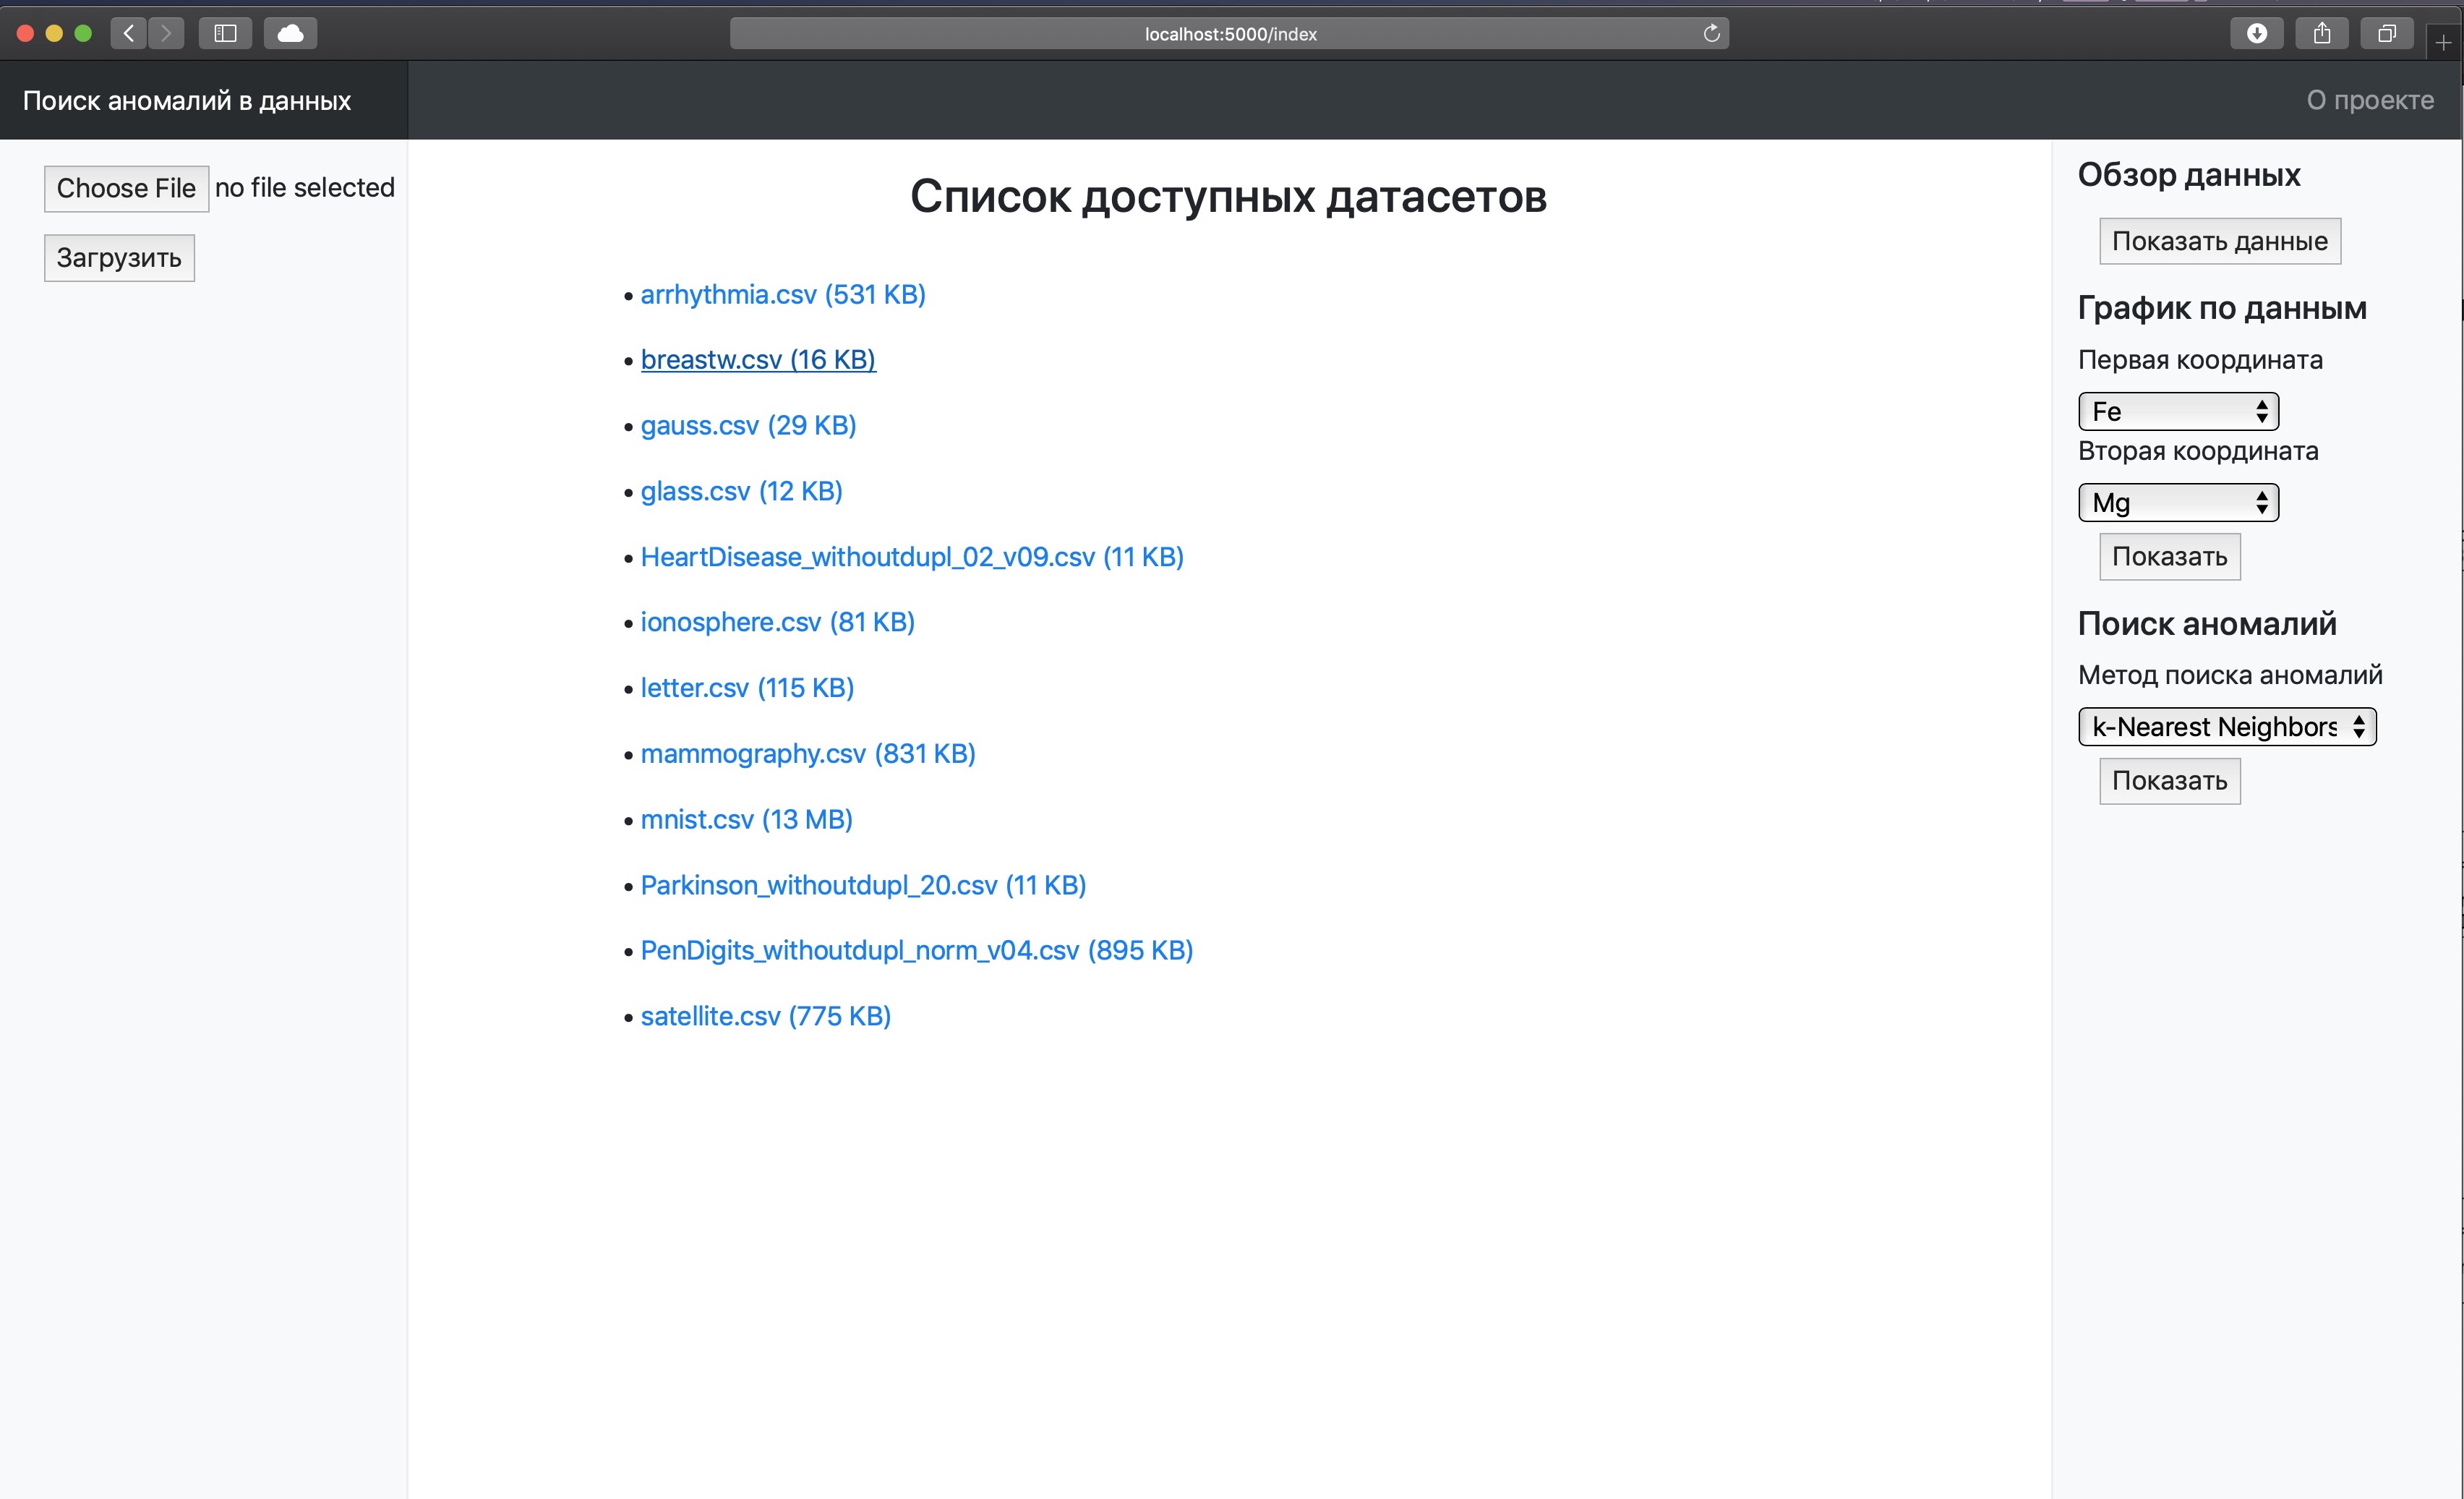 localhost:5000/index
Поиск аномалий в данных
О проекте
Choose File no file selected
Загрузить
Список доступных датасетов
• arrhythmia.csv (531 KB)
• breastw.csv (16 KB)
• gauss.csv (29 KB)
• glass.csv (12 KB)
• HeartDisease_withoutdupl_02_v09.csv (11 KB)
• ionosphere.csv (81 KB)
• letter.csv (115 KB)
• mammography.csv (831 KB)
• mnist.csv (13 MB)
• Parkinson_withoutdupl_20.csv (11 KB)
• PenDigits_withoutdupl_norm_v04.csv (895 KB)
• satellite.csv (775 KB)
Обзор данных
Показать данные
График по данным
Первая координата
Fe
Вторая координата
Mg
Показать
Поиск аномалий
Метод поиска аномалий
k-Nearest Neighbors
Показать